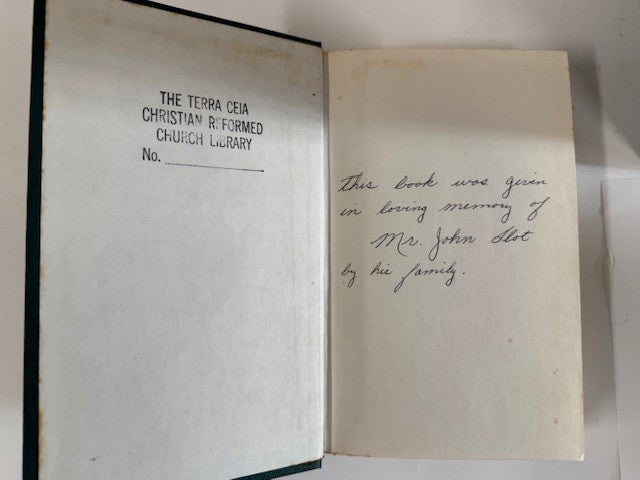 THE TERRA CEIA
CHRISTIAN REFORMED
CHURCH LIBRARY
No.
This book was given
in loving memory of
Mr. John Slot
by his family.